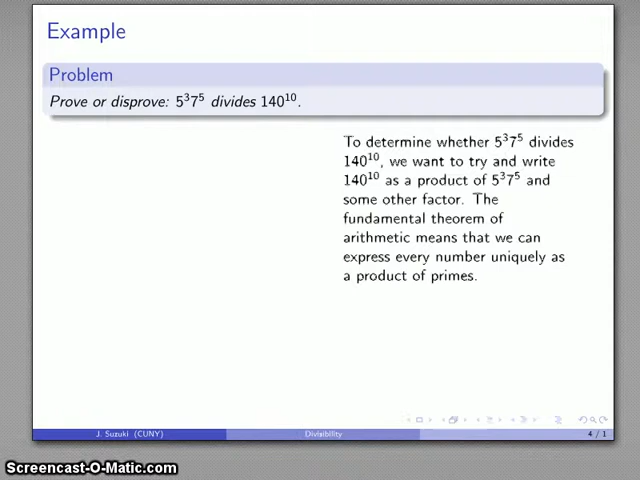 Example
Problem
Prove or disprove: 5³7⁵ divides 140¹⁰.
To determine whether 5³7⁵ divides
140¹⁰, we want to try and write
140¹⁰ as a product of 5³7⁵ and
some other factor. The
fundamental theorem of
arithmetic means that we can
express every number uniquely as
a product of primes.
J. Suzuki (CUNY)
Divisibility
4 / 1
Screencast-O-Matic.com